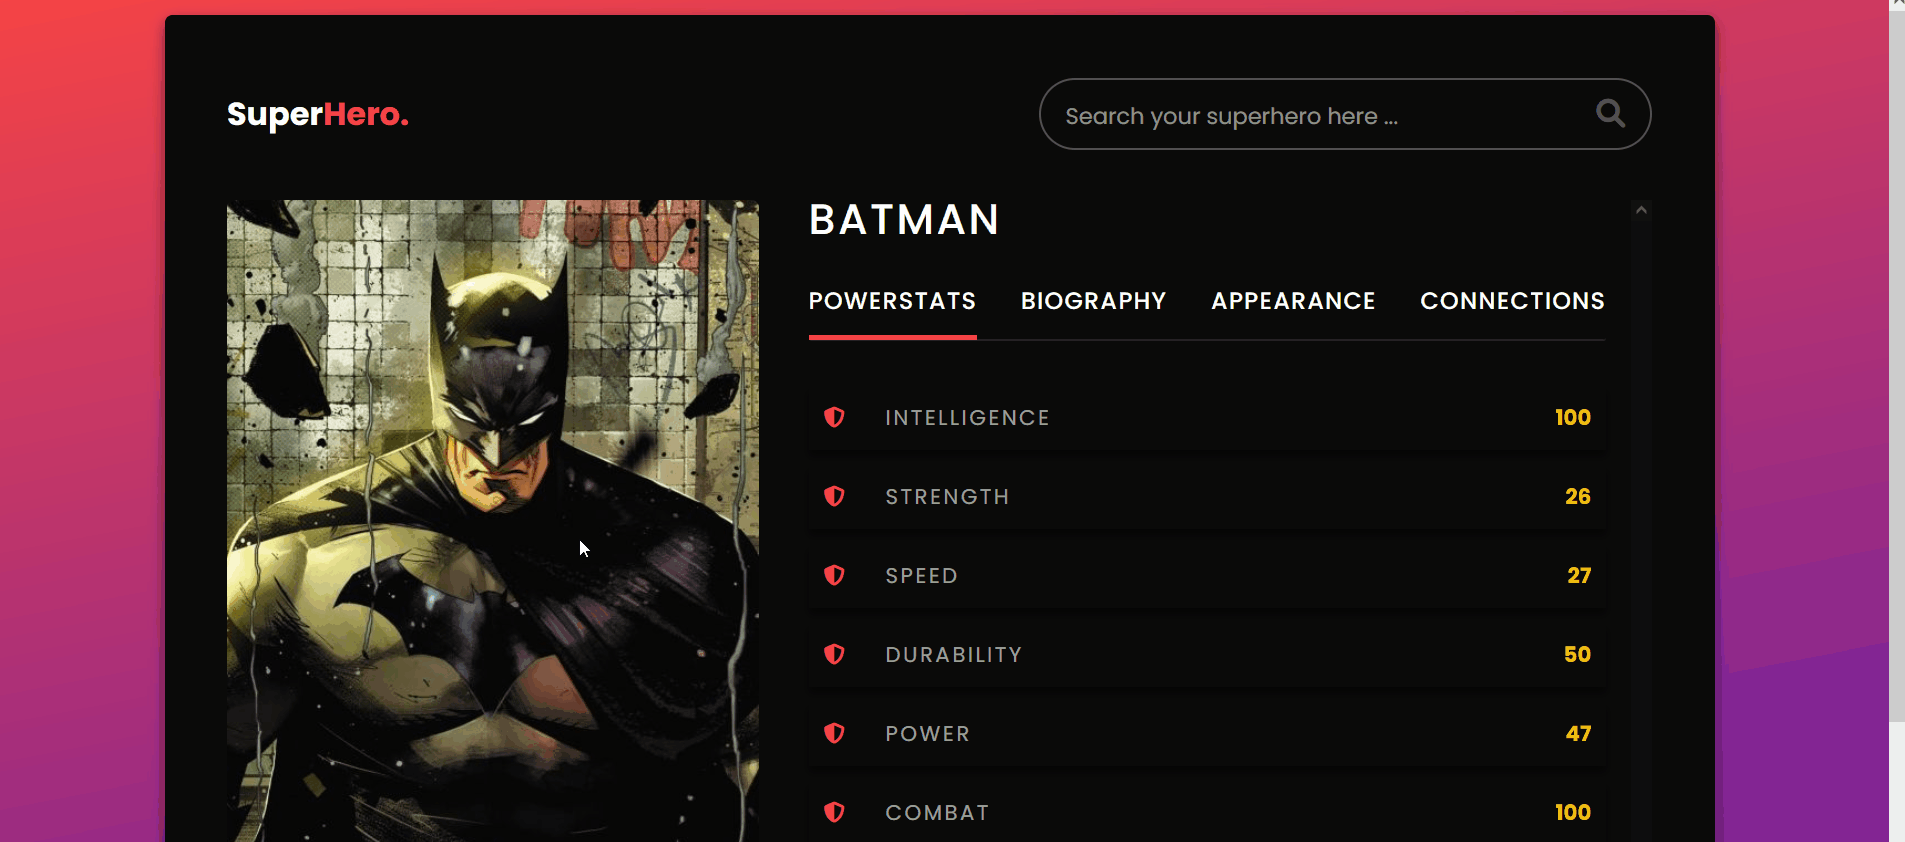 SuperHero.
Search your superhero here ...
BATMAN
POWERSTATS BIOGRAPHY APPEARANCE CONNECTIONS
INTELLIGENCE 100
STRENGTH 26
SPEED 27
DURABILITY 50
POWER 47
COMBAT 100